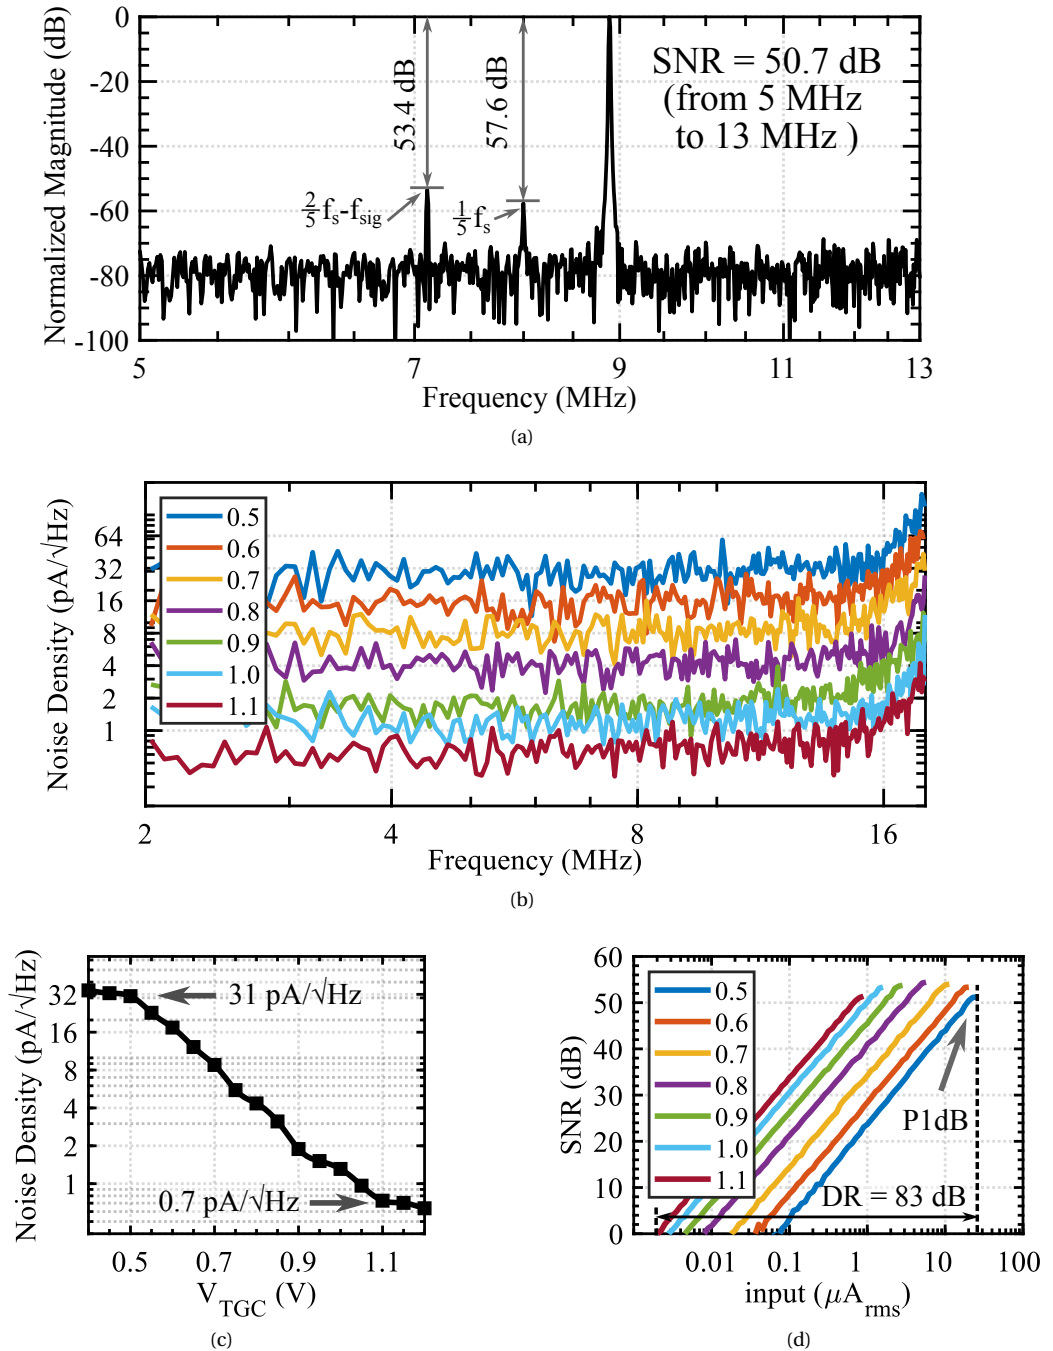 0
-20
-40
-60
-80
-100
Normalized Magnitude (dB)
53.4 dB
57.6 dB
SNR = 50.7 dB
(from 5 MHz
to 13 MHz )
2/5 fs-fsig
1/5 fs
5 7 9 11 13
Frequency (MHz)
(a)
Noise Density (pA/√Hz)
64
32
16
8
4
2
1
0.5
0.6
0.7
0.8
0.9
1.0
1.1
2 4 8 16
Frequency (MHz)
(b)
Noise Density (pA/√Hz)
32
16
8
4
1
31 pA/√Hz
0.7 pA/√Hz
0.5 0.7 0.9 1.1
VTGC (V)
(c)
SNR (dB)
60
50
40
30
20
10
0
0.5
0.6
0.7
0.8
0.9
1.0
1.1
P1dB
DR = 83 dB
0.01 0.1 1 10 100
input (μArms)
(d)